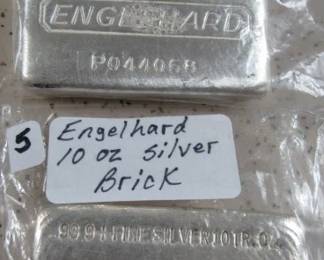 ENGELHARD
P044068
5
Engelhard
10 oz silver
Brick
999+ FINE SILVER 10 TR. OZ.